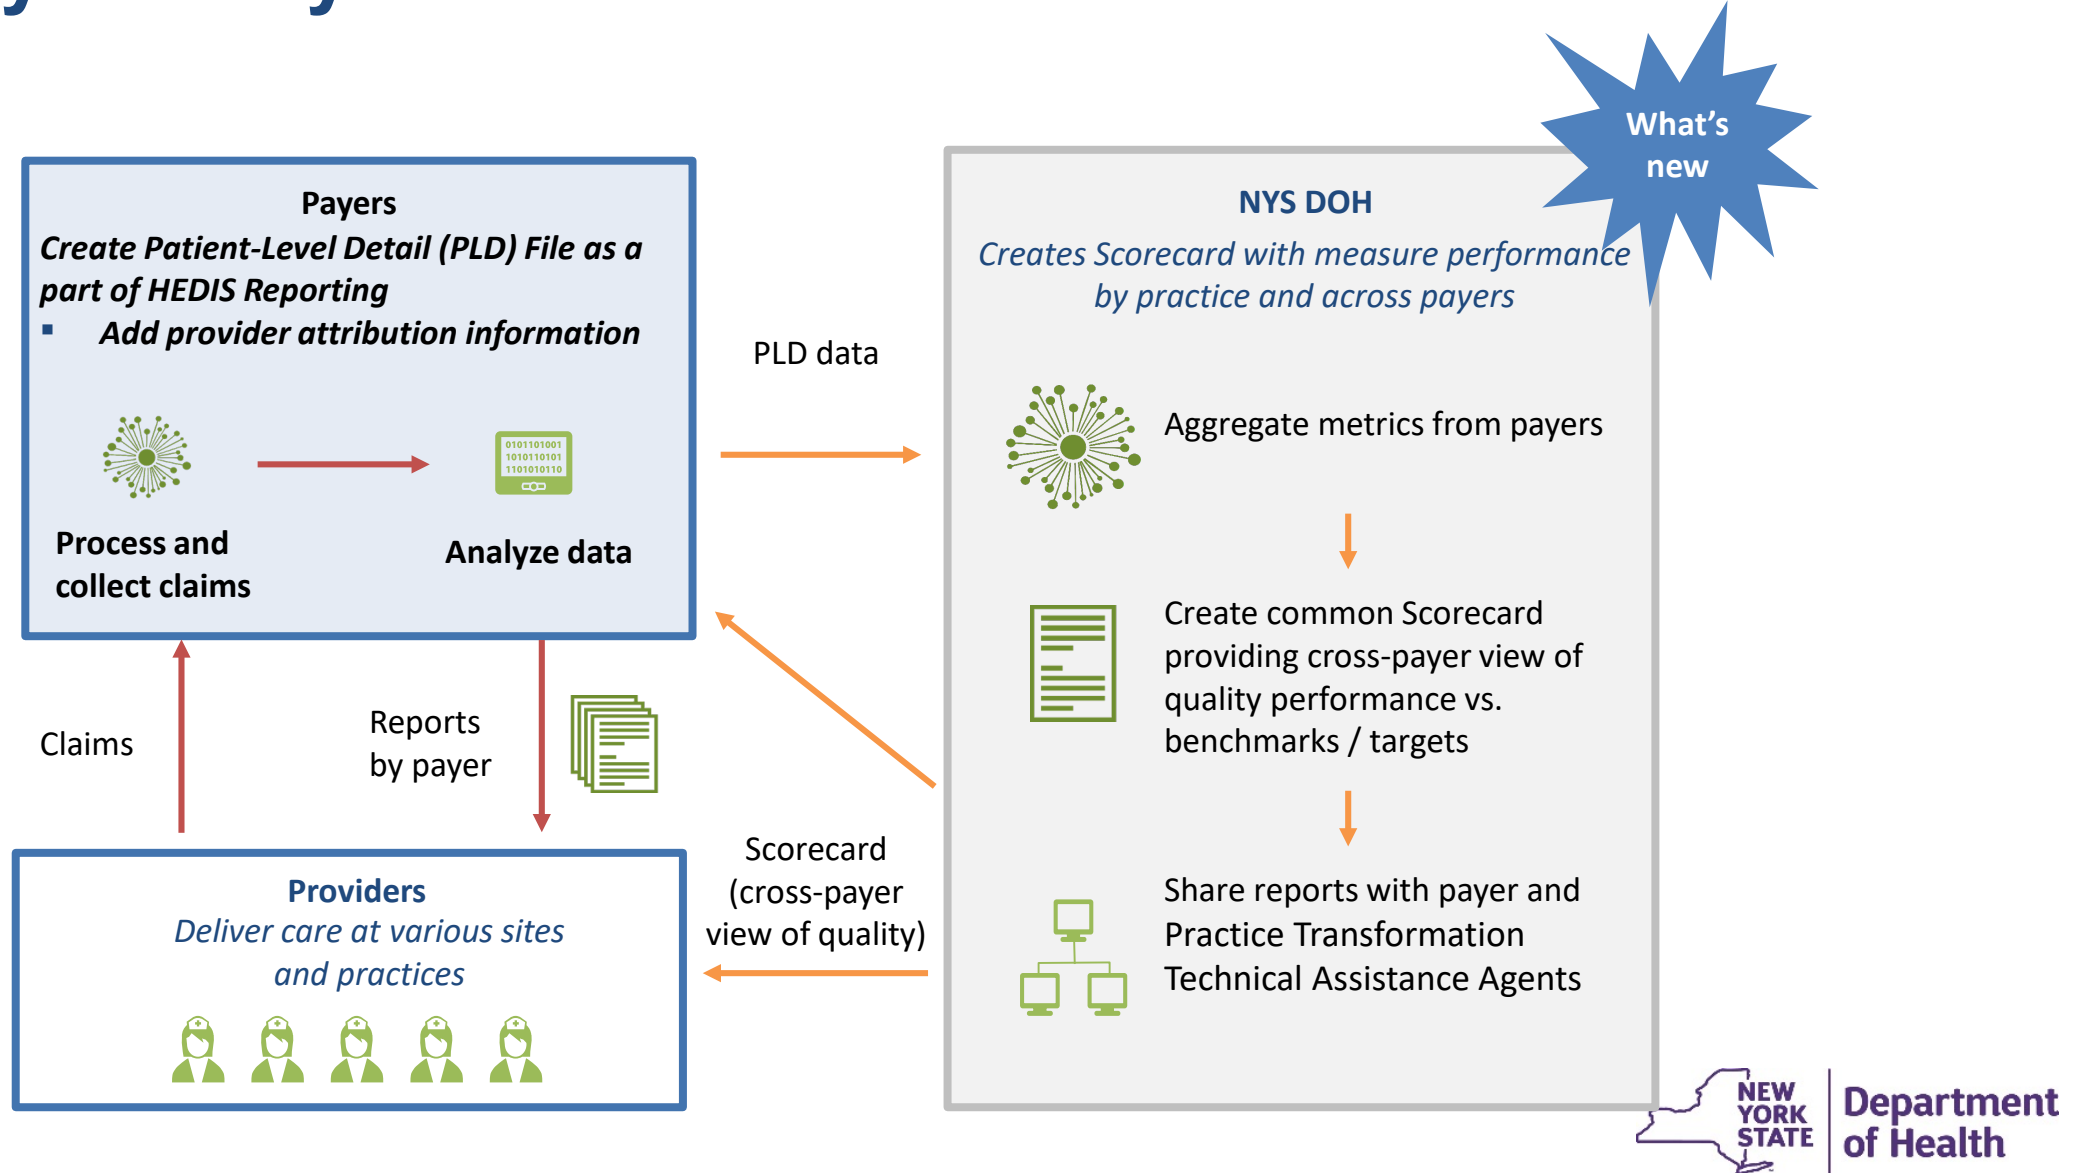 What's
new
Payers
Create Patient-Level Detail (PLD) File as a
part of HEDIS Reporting
▪ Add provider attribution information
0101101001
1010110101
1101010110
Process and
collect claims
Analyze data
PLD data
NYS DOH
Creates Scorecard with measure performance
by practice and across payers
Aggregate metrics from payers
Create common Scorecard
providing cross-payer view of
quality performance vs.
benchmarks / targets
Share reports with payer and
Practice Transformation
Technical Assistance Agents
Claims
Reports
by payer
Scorecard
(cross-payer
view of quality)
Providers
Deliver care at various sites
and practices
NEW
YORK
STATE
Department
of Health